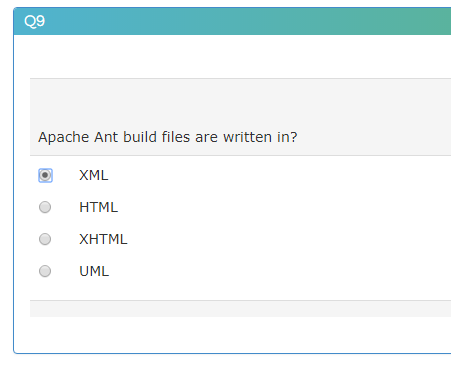 Q9
Apache Ant build files are written in?
XML
HTML
XHTML
UML